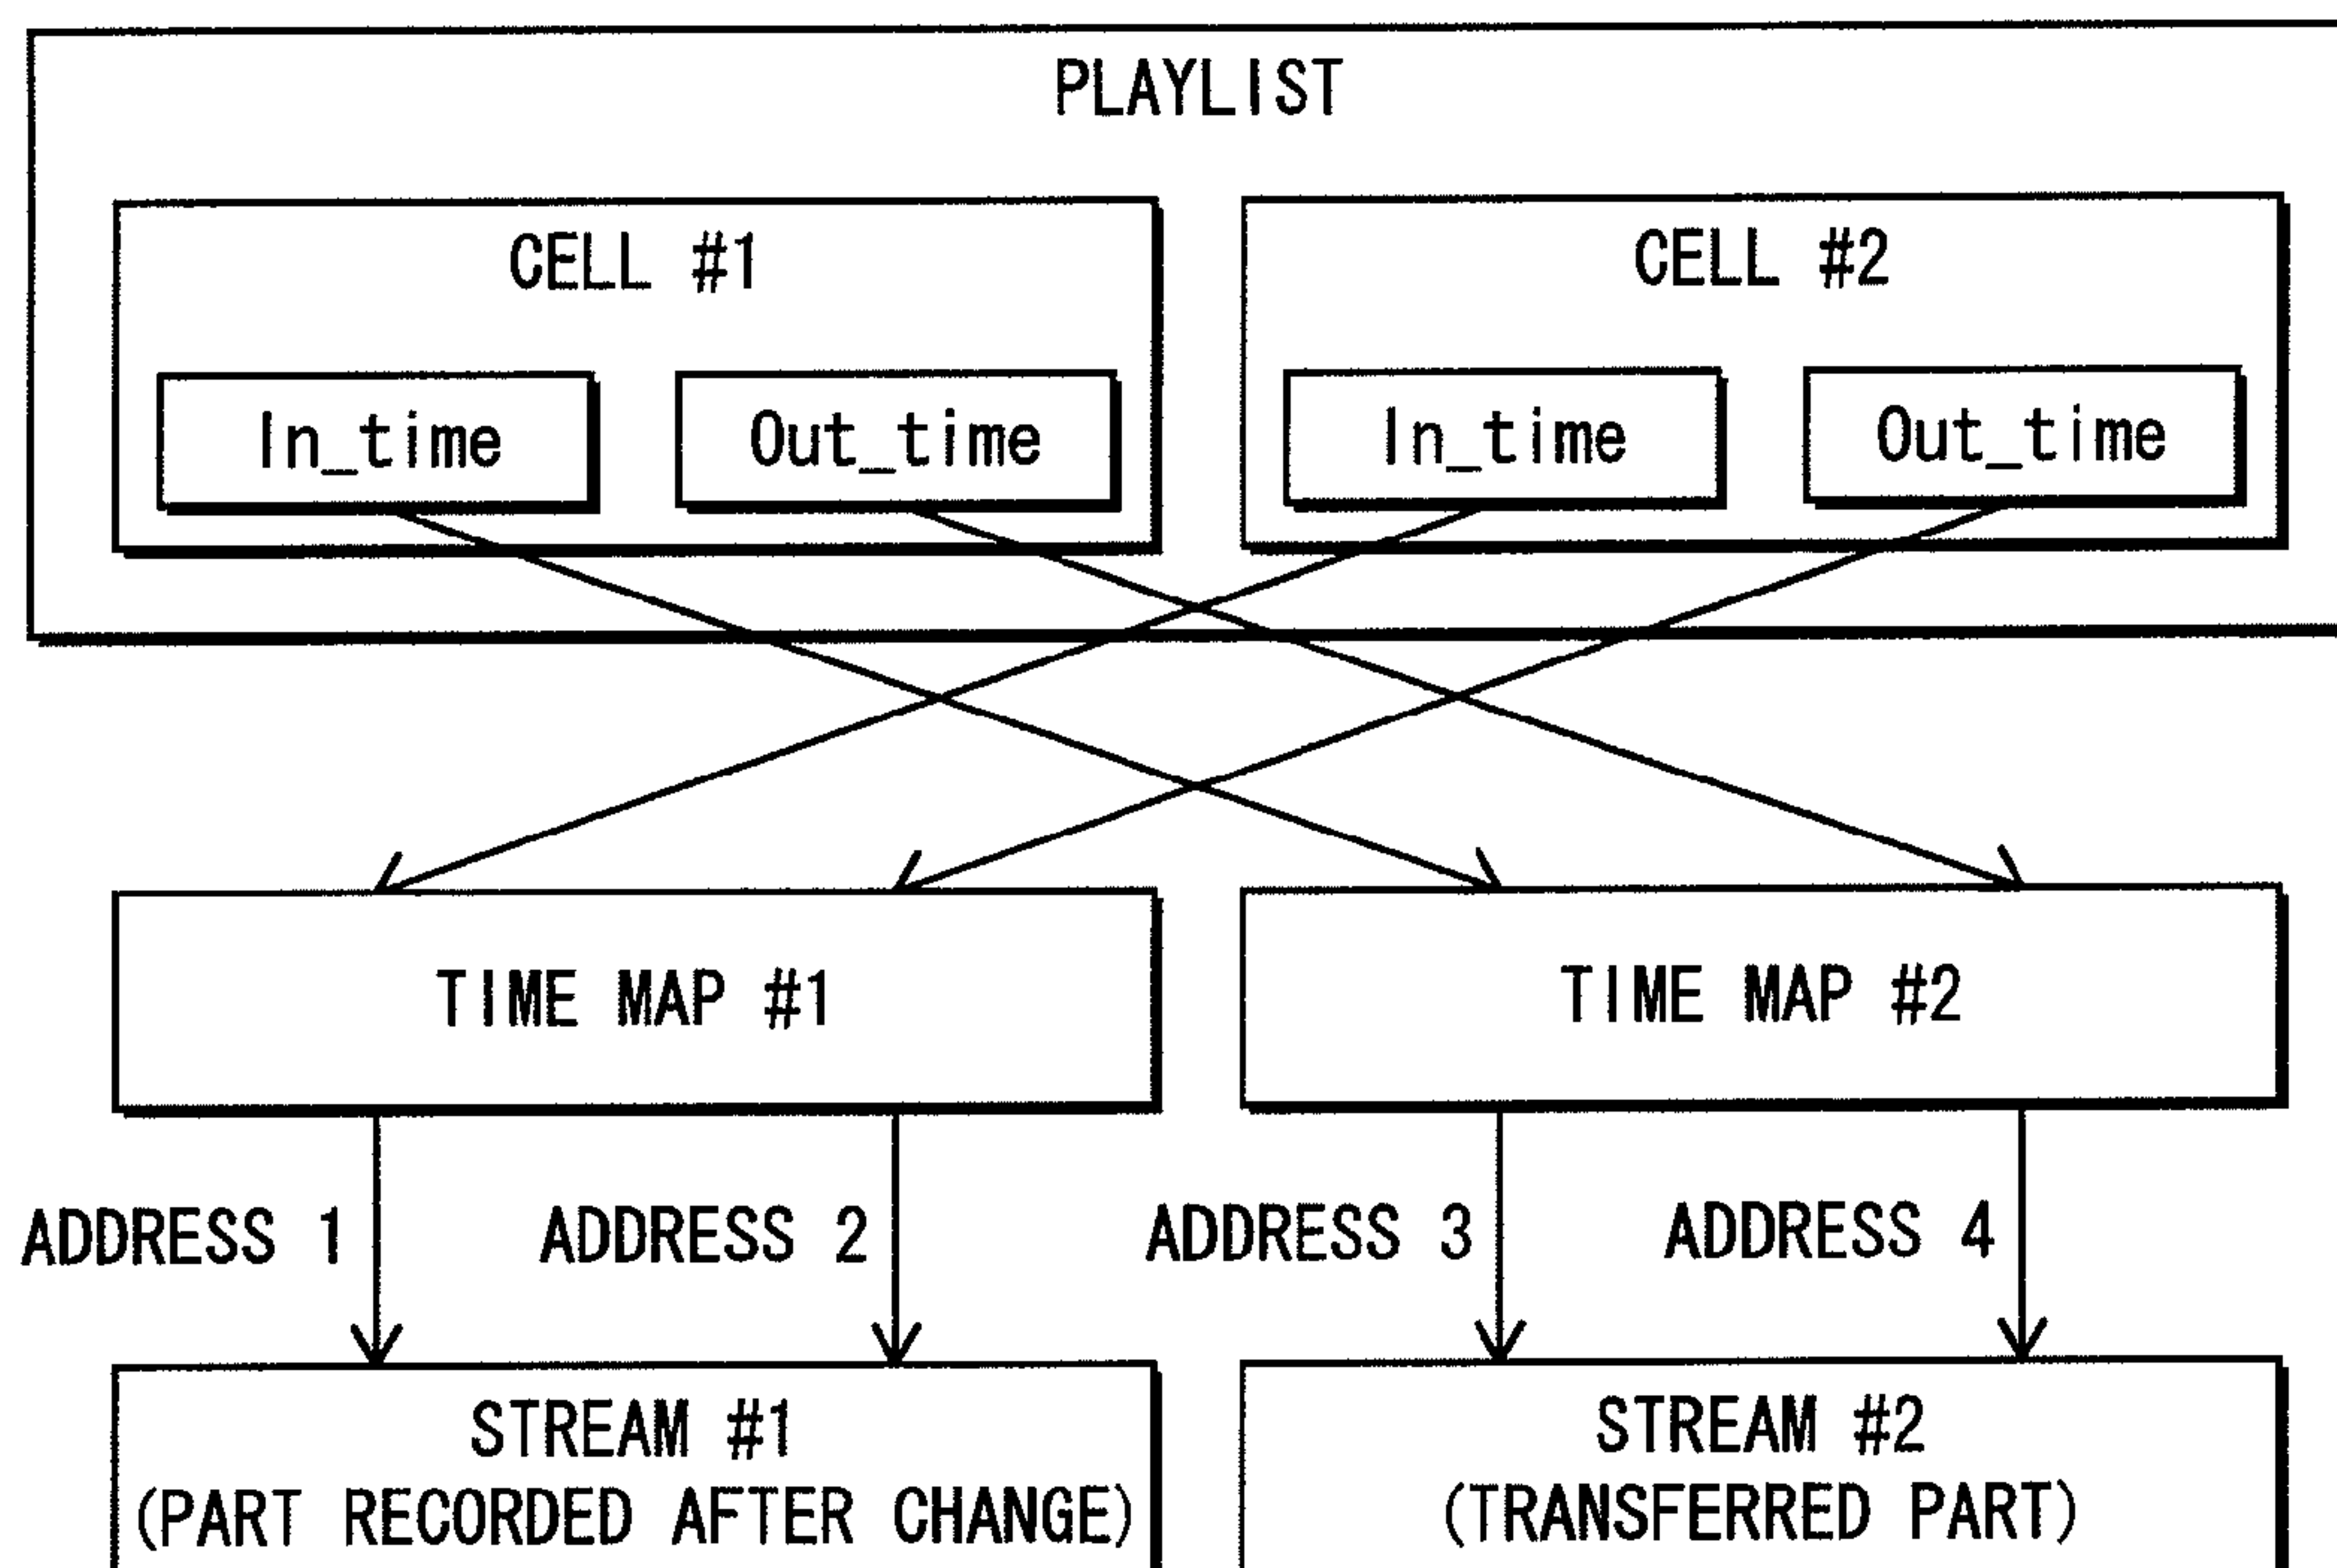 PLAYLIST
CELL #1
CELL #2
In_time
Out_time
In_time
Out_time
TIME MAP #1
TIME MAP #2
ADDRESS 1
ADDRESS 2
ADDRESS 3
ADDRESS 4
STREAM #1
(PART RECORDED AFTER CHANGE)
STREAM #2
(TRANSFERRED PART)